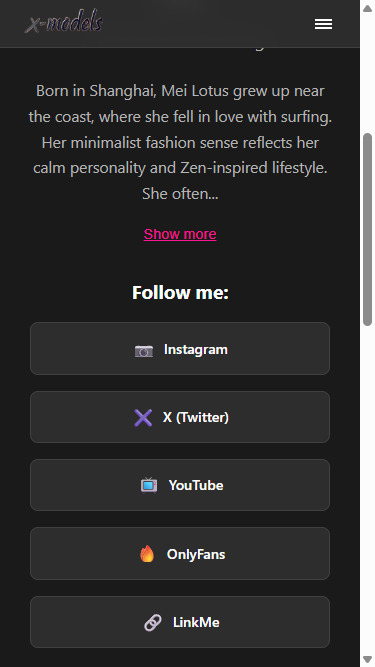 x-models
Born in Shanghai, Mei Lotus grew up near
the coast, where she fell in love with surfing.
Her minimalist fashion sense reflects her
calm personality and Zen-inspired lifestyle.
She often...
Show more
Follow me:
Instagram
X (Twitter)
YouTube
OnlyFans
LinkMe